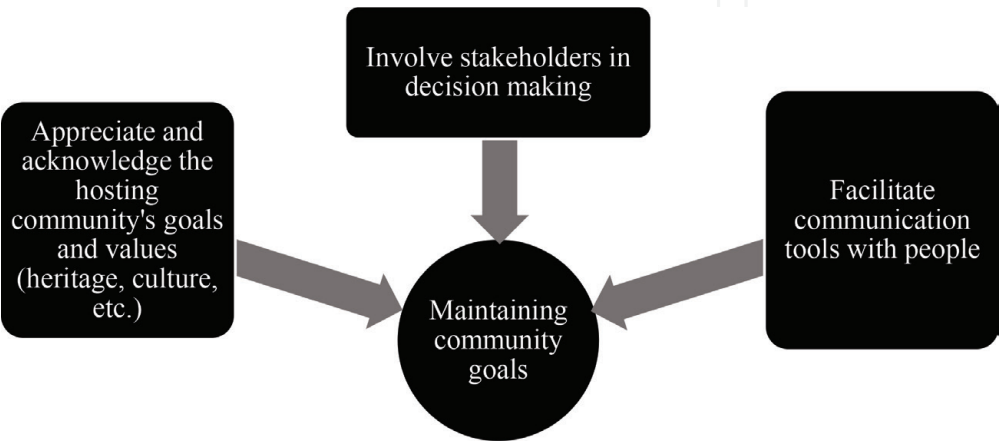 Involve stakeholders in
decision making
Appreciate and
acknowledge the
hosting
community's goals
and values
(heritage, culture,
etc.)
Facilitate
communication
tools with people
Maintaining
community
goals